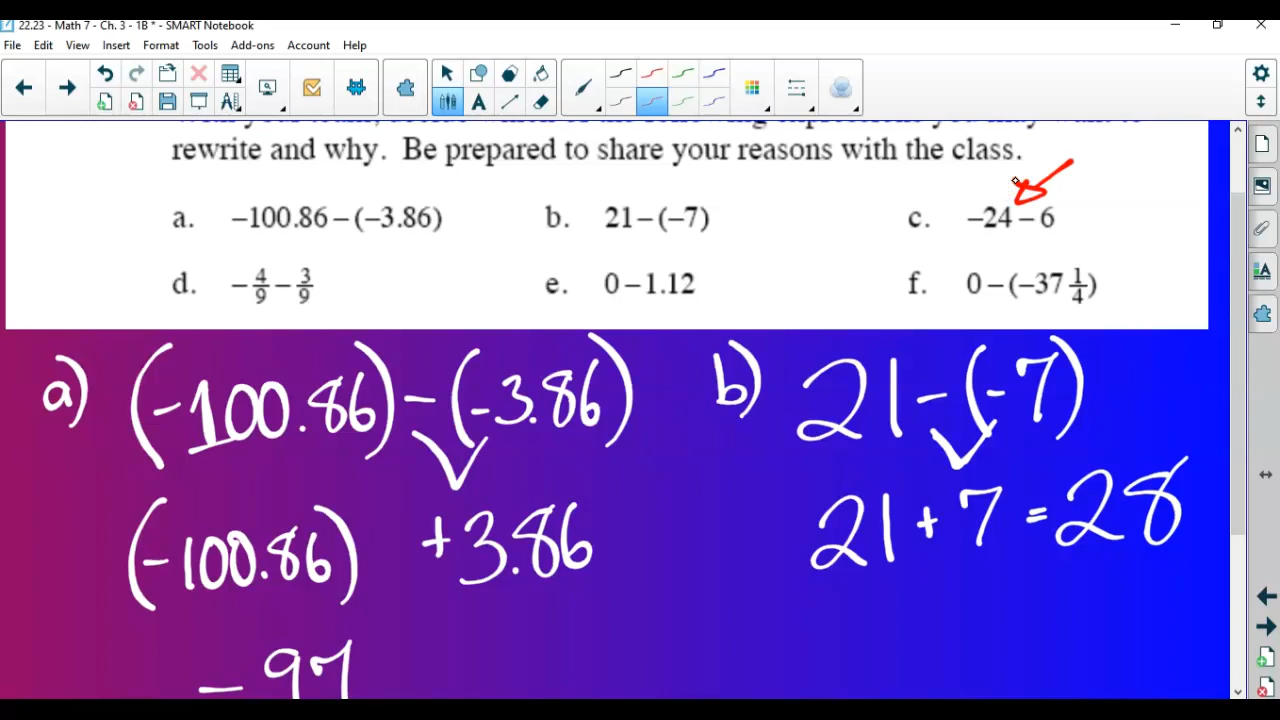 22.23 - Math 7 - Ch. 3 - 1B * - SMART Notebook
File Edit View Insert Format Tools Add-ons Account Help
rewrite and why. Be prepared to share your reasons with the class.
a. –100.86 – (–3.86) b. 21 – (–7) c. –24 – 6
d. –4/9 – 3/9 e. 0 – 1.12 f. 0 – (–37 1/4)
a) (-100.86) - (-3.86) b) 21 - (-7)
(-100.86) + 3.86 21 + 7 = 28
- 97